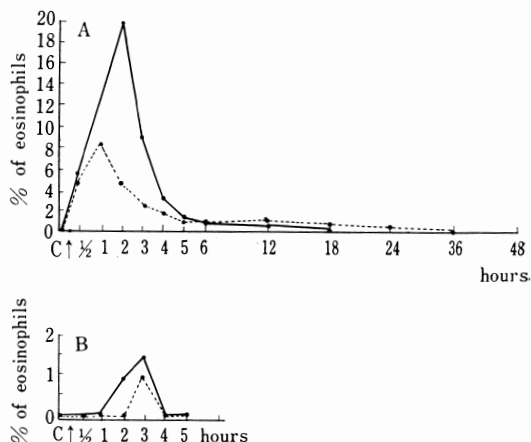 % of eosinophils
20
18
16
14
12
10
8
6
4
2
0
A
C ↑ ½ 1 2 3 4 5 6 12 18 24 36 48
hours
% of eosinophils
2
1
0
B
C ↑ ½ 1 2 3 4 5 hours